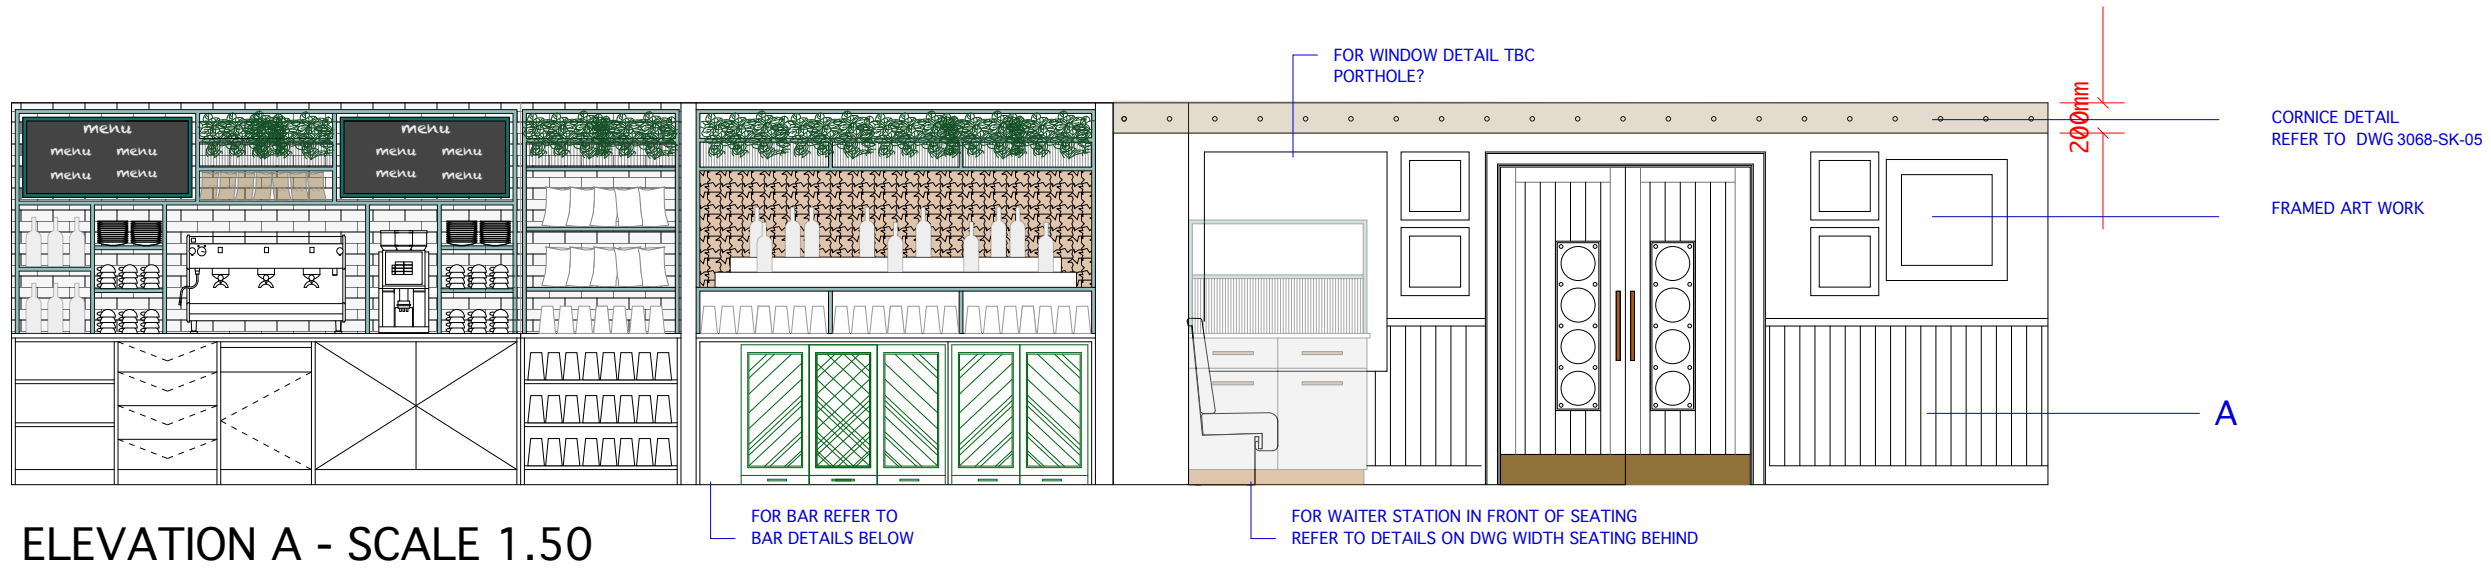 FOR WINDOW DETAIL TBC
PORTHOLE?
200mm
CORNICE DETAIL
REFER TO DWG 3068-SK-05
FRAMED ART WORK
A
menu
menu menu
menu menu
menu
menu menu
menu menu
FOR BAR REFER TO
BAR DETAILS BELOW
FOR WAITER STATION IN FRONT OF SEATING
REFER TO DETAILS ON DWG WIDTH SEATING BEHIND
ELEVATION A - SCALE 1.50